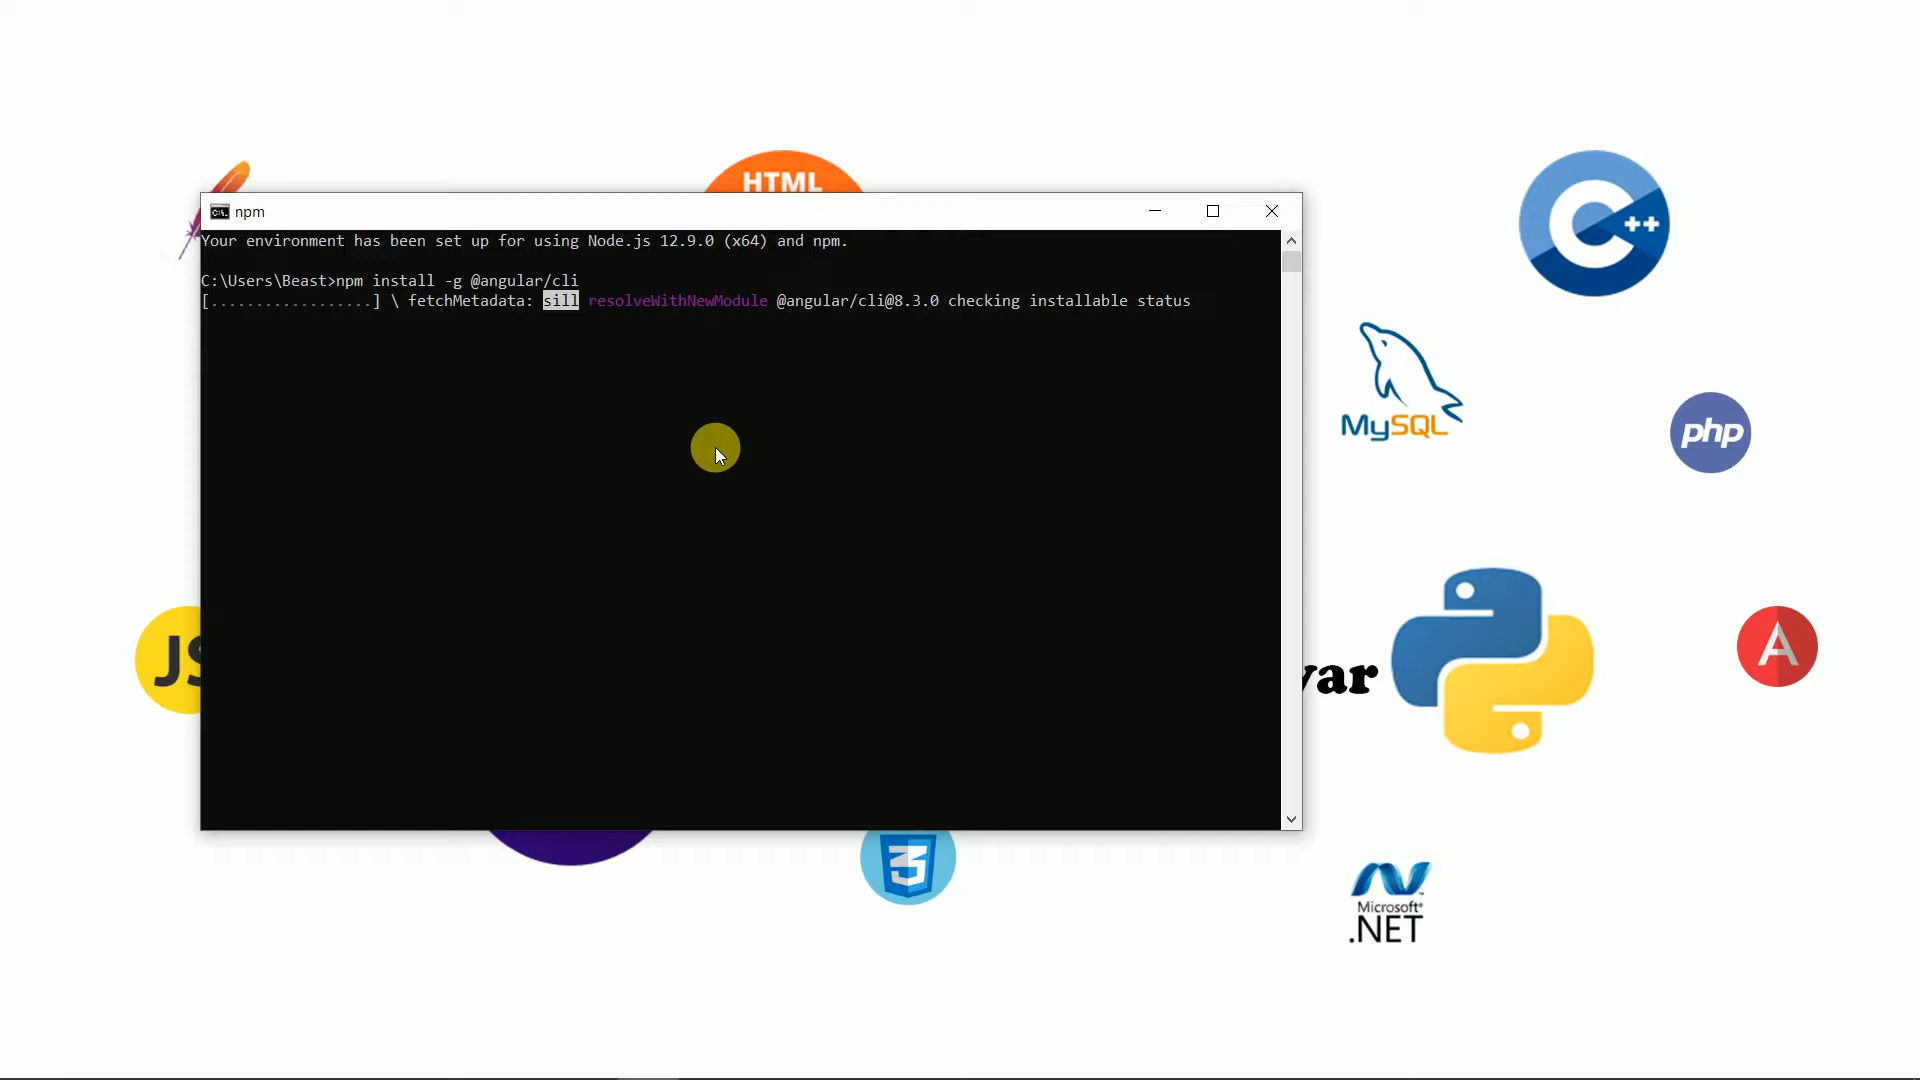 HTML
npm
Your environment has been set up for using Node.js 12.9.0 (x64) and npm.
C:\Users\Beast>npm install -g @angular/cli
[..................] \ fetchMetadata: sill resolveWithNewModule @angular/cli@8.3.0 checking installable status
C++
MySQL
php
JS
var
A
3
Microsoft®
.NET